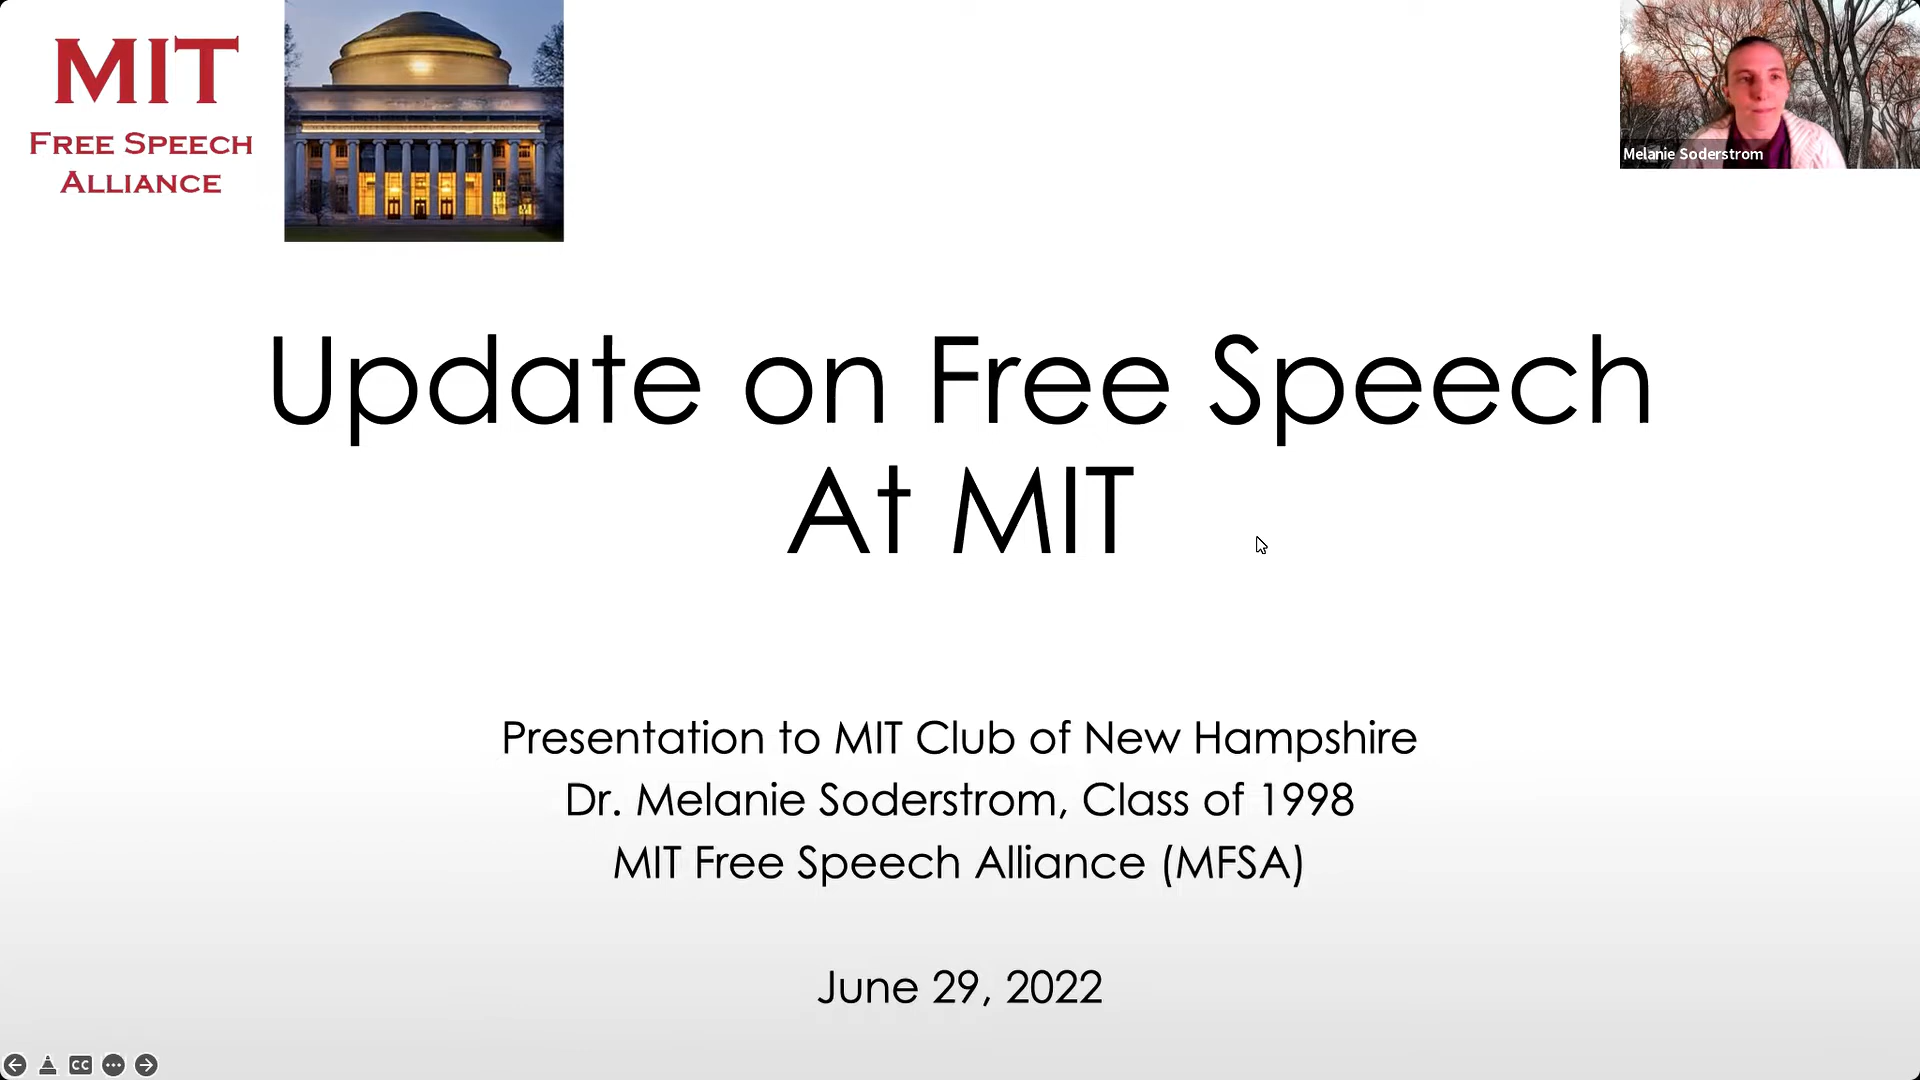 MIT
FREE SPEECH
ALLIANCE
Melanie Soderstrom
Update on Free Speech
At MIT
Presentation to MIT Club of New Hampshire
Dr. Melanie Soderstrom, Class of 1998
MIT Free Speech Alliance (MFSA)
June 29, 2022
CC